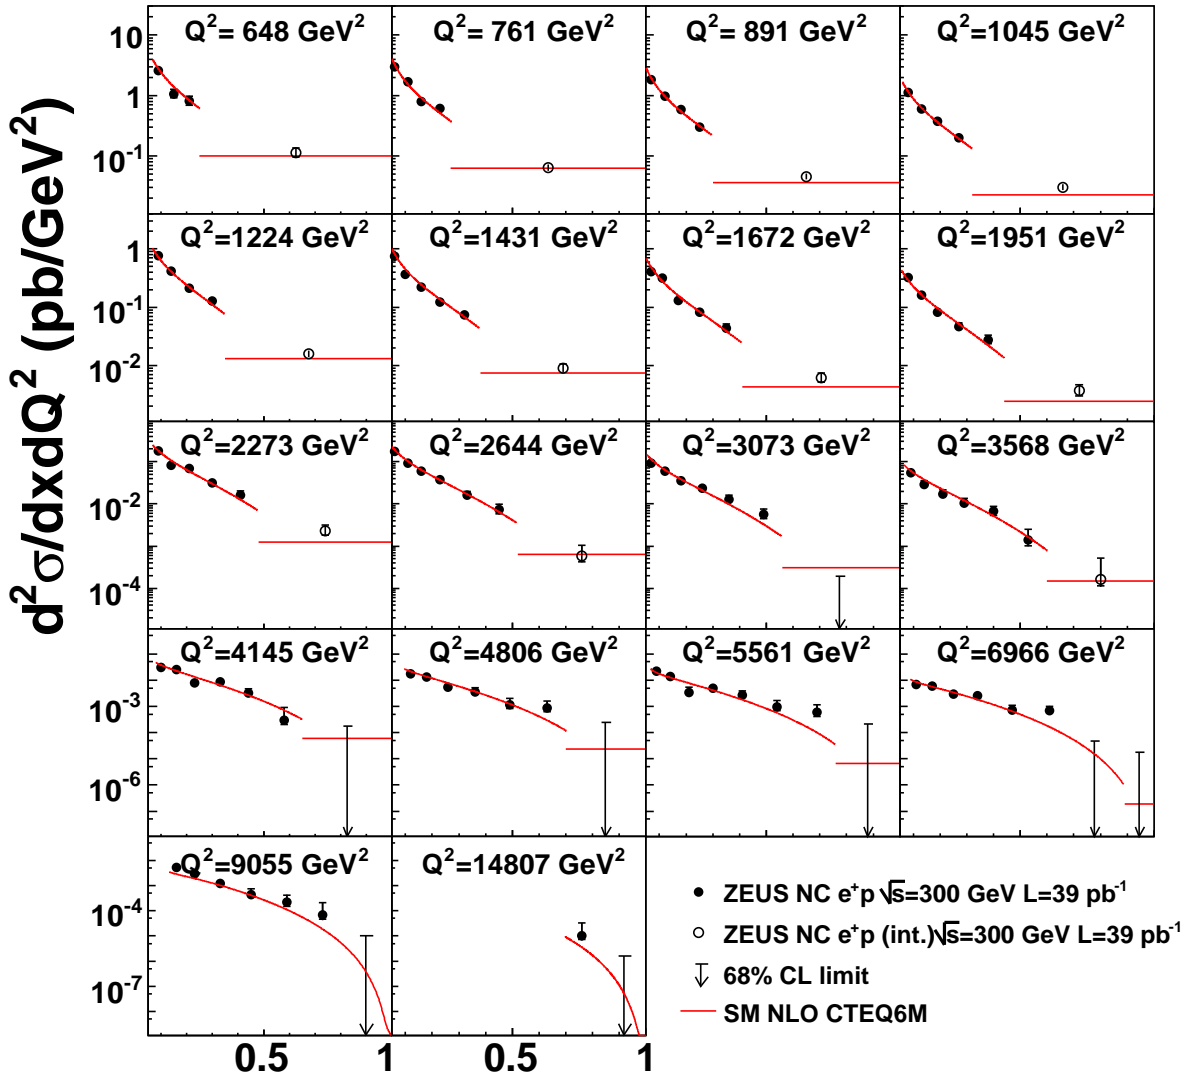 d²σ/dxdQ² (pb/GeV²)
Q²= 648 GeV² Q²= 761 GeV² Q²= 891 GeV² Q²=1045 GeV²
10
1
10⁻¹
Q²=1224 GeV² Q²=1431 GeV² Q²=1672 GeV² Q²=1951 GeV²
1
10⁻¹
10⁻²
Q²=2273 GeV² Q²=2644 GeV² Q²=3073 GeV² Q²=3568 GeV²
10⁻²
10⁻⁴
Q²=4145 GeV² Q²=4806 GeV² Q²=5561 GeV² Q²=6966 GeV²
10⁻³
10⁻⁶
Q²=9055 GeV² Q²=14807 GeV²
10⁻⁴
10⁻⁷
ZEUS NC e⁺p √s=300 GeV L=39 pb⁻¹
ZEUS NC e⁺p (int.)√s=300 GeV L=39 pb⁻¹
68% CL limit
SM NLO CTEQ6M
0.5 1 0.5 1